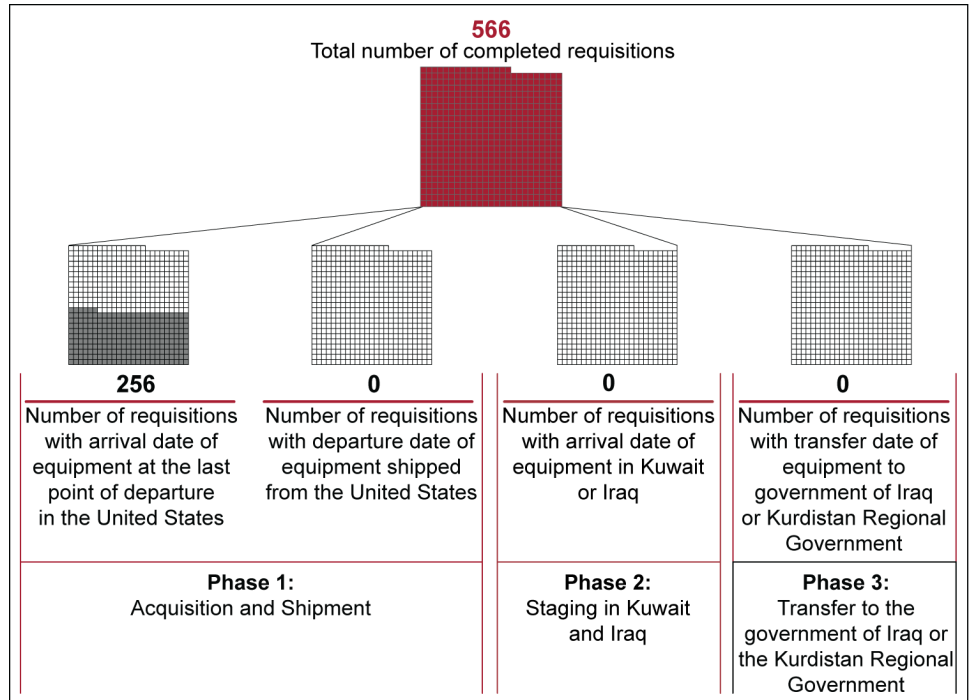 566
Total number of completed requisitions
256
Number of requisitions
with arrival date of
equipment at the last
point of departure
in the United States
0
Number of requisitions
with departure date of
equipment shipped
from the United States
0
Number of requisitions
with arrival date of
equipment in Kuwait
or Iraq
0
Number of requisitions
with transfer date of
equipment to
government of Iraq
or Kurdistan Regional
Government
Phase 1:
Acquisition and Shipment
Phase 2:
Staging in Kuwait
and Iraq
Phase 3:
Transfer to the
government of Iraq or
the Kurdistan Regional
Government